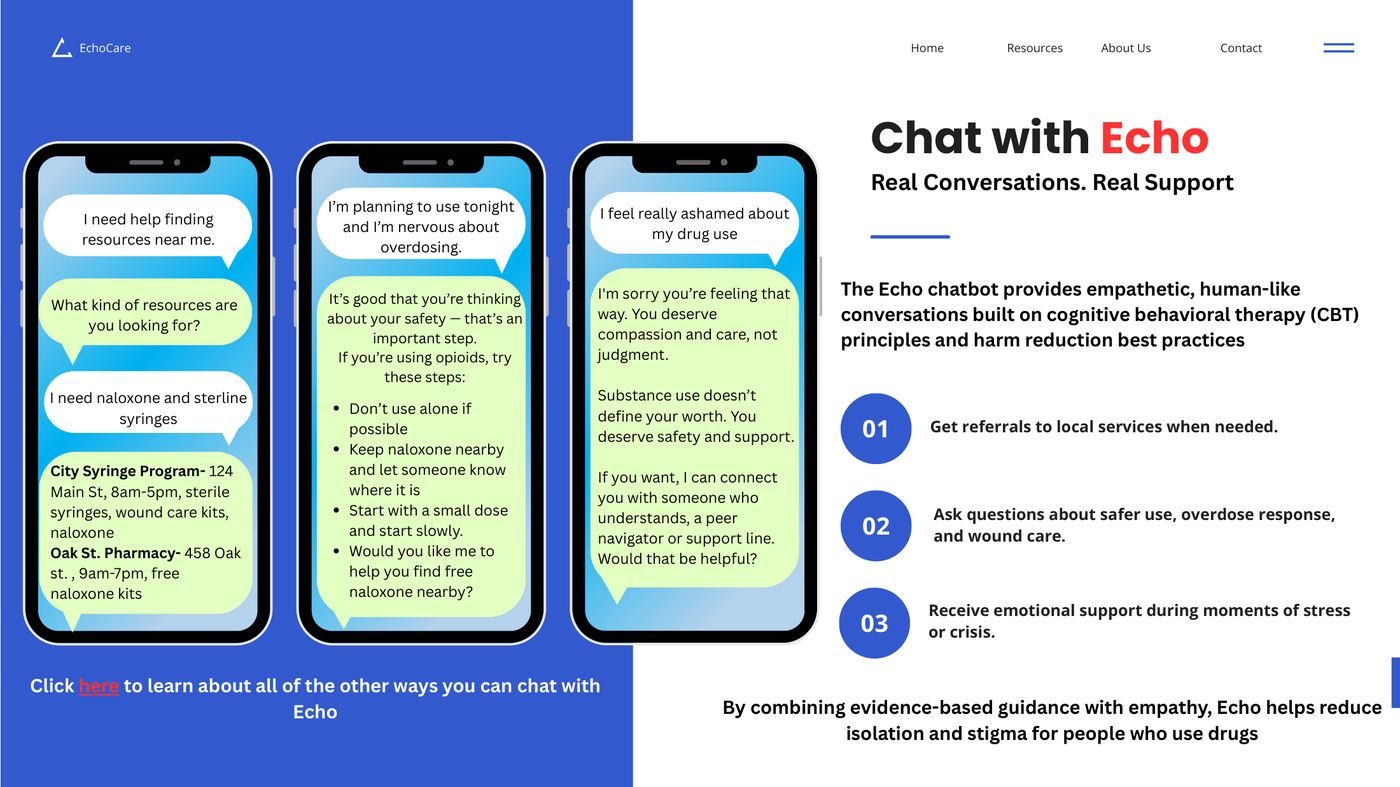 EchoCare
Home
Resources
About Us
Contact
I need help finding
resources near me.
What kind of resources are
you looking for?
I need naloxone and sterline
syringes
City Syringe Program- 124
Main St, 8am-5pm, sterile
syringes, wound care kits,
naloxone
Oak St. Pharmacy- 458 Oak
st. , 9am-7pm, free
naloxone kits
I’m planning to use tonight
and I’m nervous about
overdosing.
It’s good that you’re thinking
about your safety — that’s an
important step.
If you’re using opioids, try
these steps:
• Don’t use alone if
possible
• Keep naloxone nearby
and let someone know
where it is
• Start with a small dose
and start slowly.
• Would you like me to
help you find free
naloxone nearby?
I feel really ashamed about
my drug use
I'm sorry you’re feeling that
way. You deserve
compassion and care, not
judgment.
Substance use doesn’t
define your worth. You
deserve safety and support.
If you want, I can connect
you with someone who
understands, a peer
navigator or support line.
Would that be helpful?
Click here to learn about all of the other ways you can chat with
Echo
Chat with Echo
Real Conversations. Real Support
The Echo chatbot provides empathetic, human-like
conversations built on cognitive behavioral therapy (CBT)
principles and harm reduction best practices
01
Get referrals to local services when needed.
02
Ask questions about safer use, overdose response,
and wound care.
03
Receive emotional support during moments of stress
or crisis.
By combining evidence-based guidance with empathy, Echo helps reduce
isolation and stigma for people who use drugs